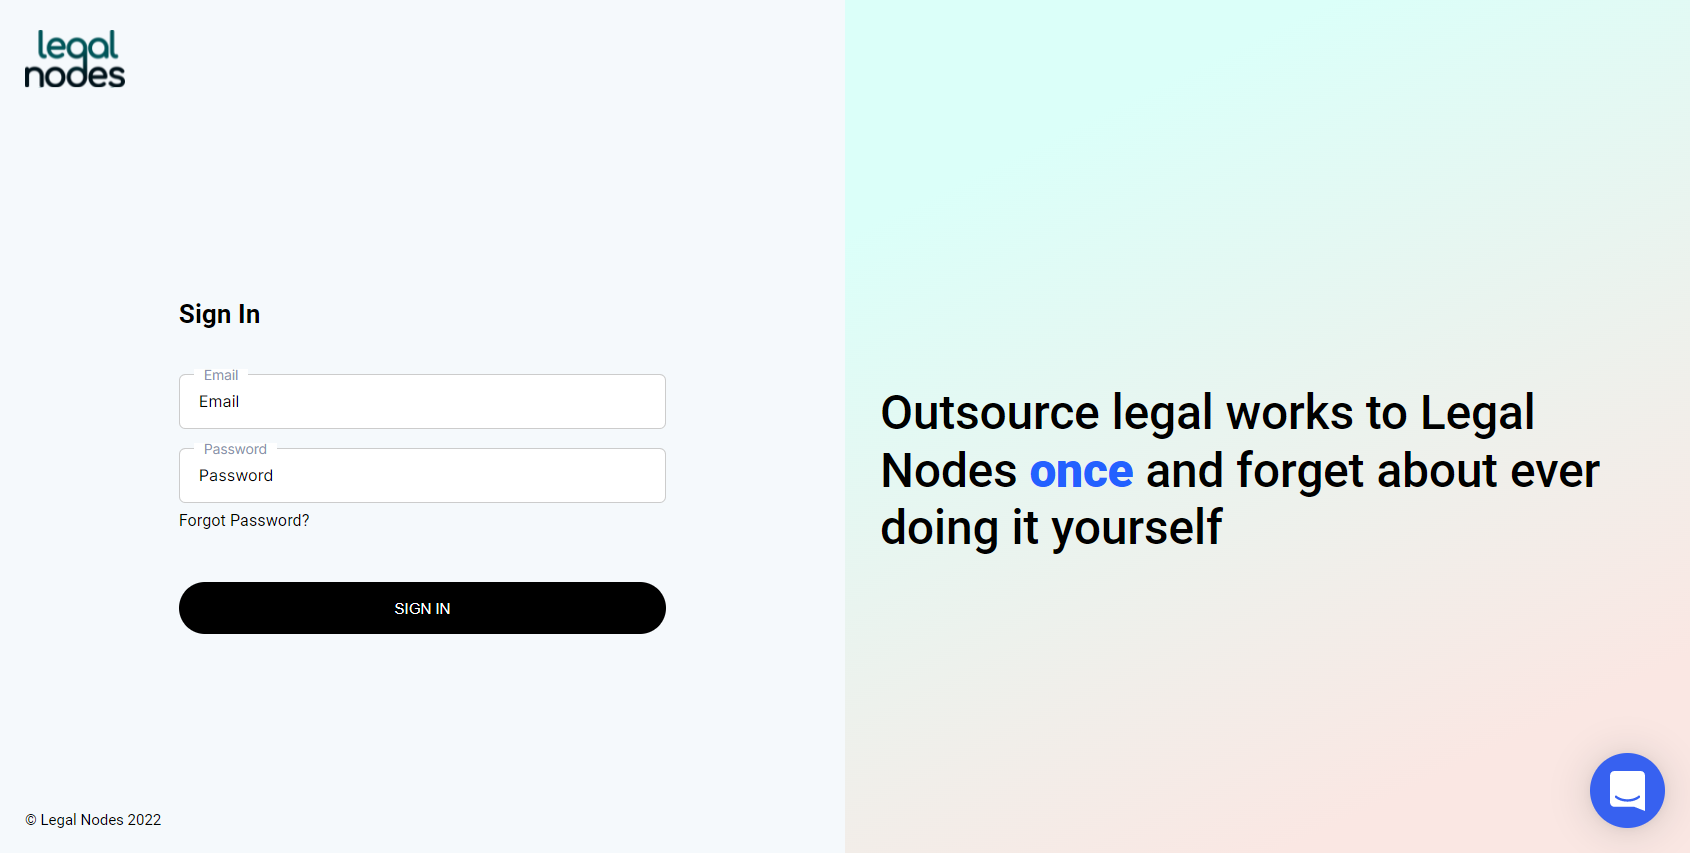 legal
nodes
Sign In
Email
Email
Password
Password
Forgot Password?
SIGN IN
© Legal Nodes 2022
Outsource legal works to Legal
Nodes once and forget about ever
doing it yourself